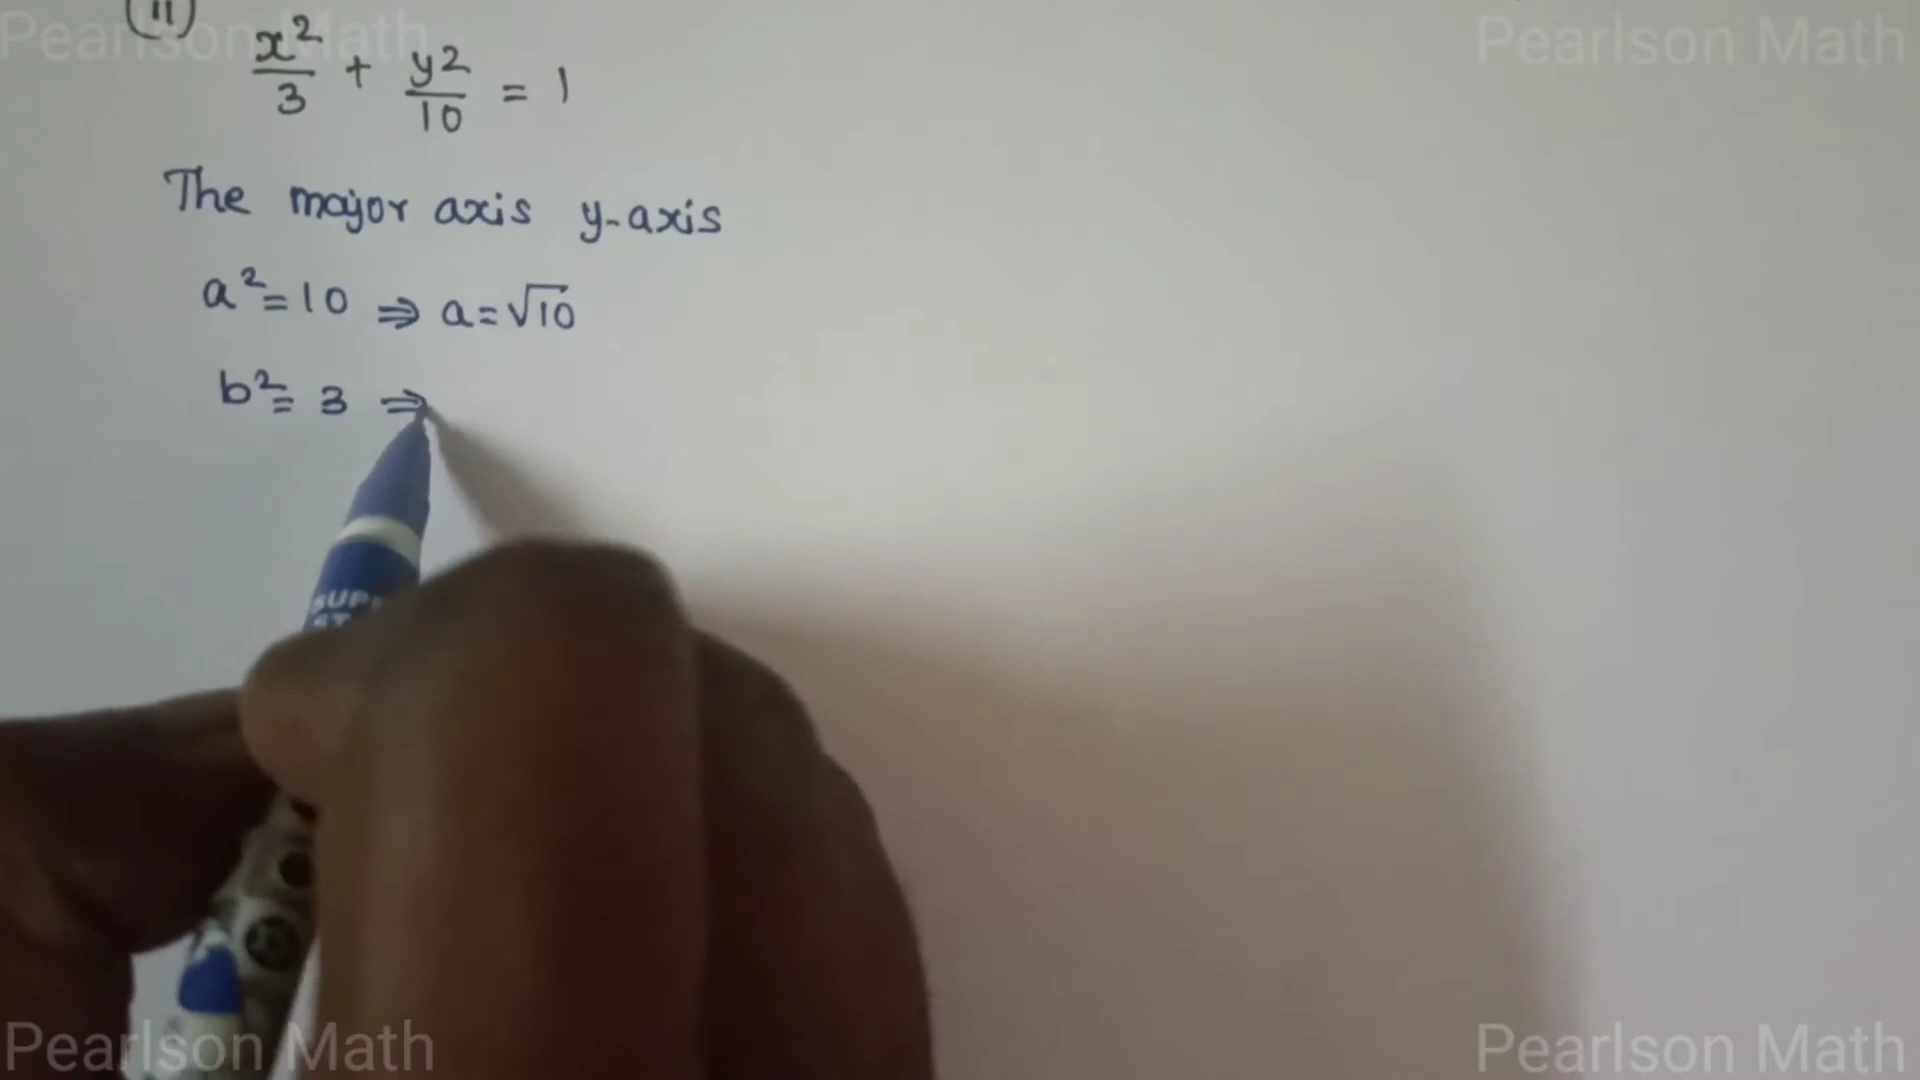 (ii)
x²/3 + y²/10 = 1
The major axis y-axis
a² = 10 ⇒ a = √10
b² = 3 ⇒
Pearlson Math
Pearlson Math
Pearlson Math
Pearlson Math